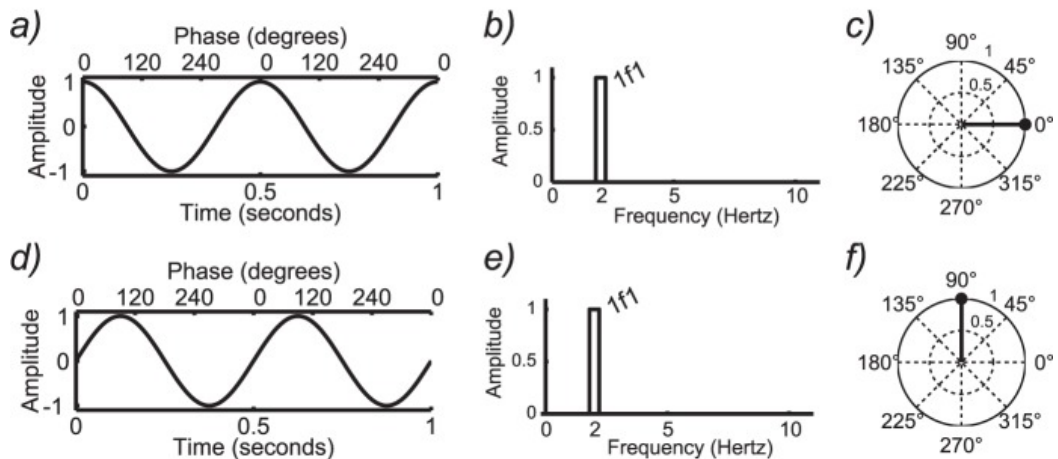 a)
Phase (degrees)
0 120 240 0 120 240 0
Amplitude
1
0
-1
0 0.5 1
Time (seconds)
b)
1f1
Amplitude
1
0.5
0
0 2 5 10
Frequency (Hertz)
c)
90°
135° 1 45°
0.5
180° 0°
225° 315°
270°
d)
Phase (degrees)
0 120 240 0 120 240 0
Amplitude
1
0
-1
0 0.5 1
Time (seconds)
e)
1f1
Amplitude
1
0.5
0
0 2 5 10
Frequency (Hertz)
f)
90°
135° 1 45°
0.5
180° 0°
225° 315°
270°